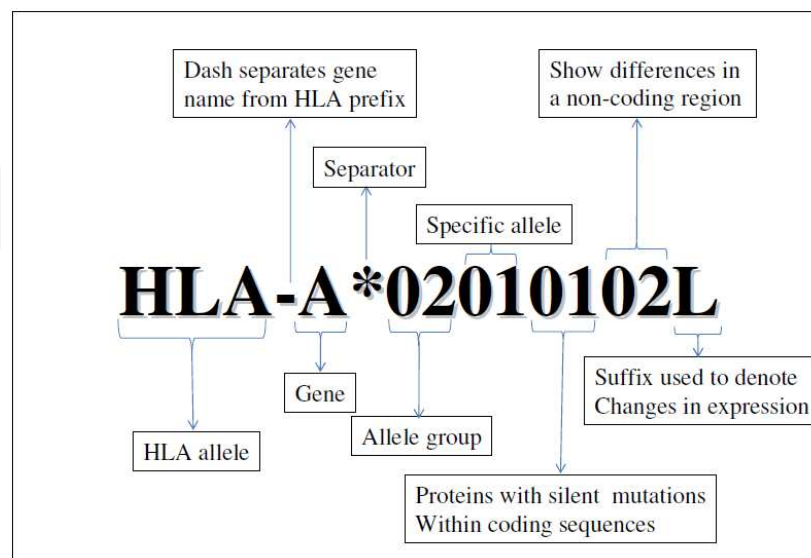 Dash separates gene
name from HLA prefix
Show differences in
a non-coding region
Separator
Specific allele
HLA-A*02010102L
Gene
Allele group
HLA allele
Suffix used to denote
Changes in expression
Proteins with silent mutations
Within coding sequences